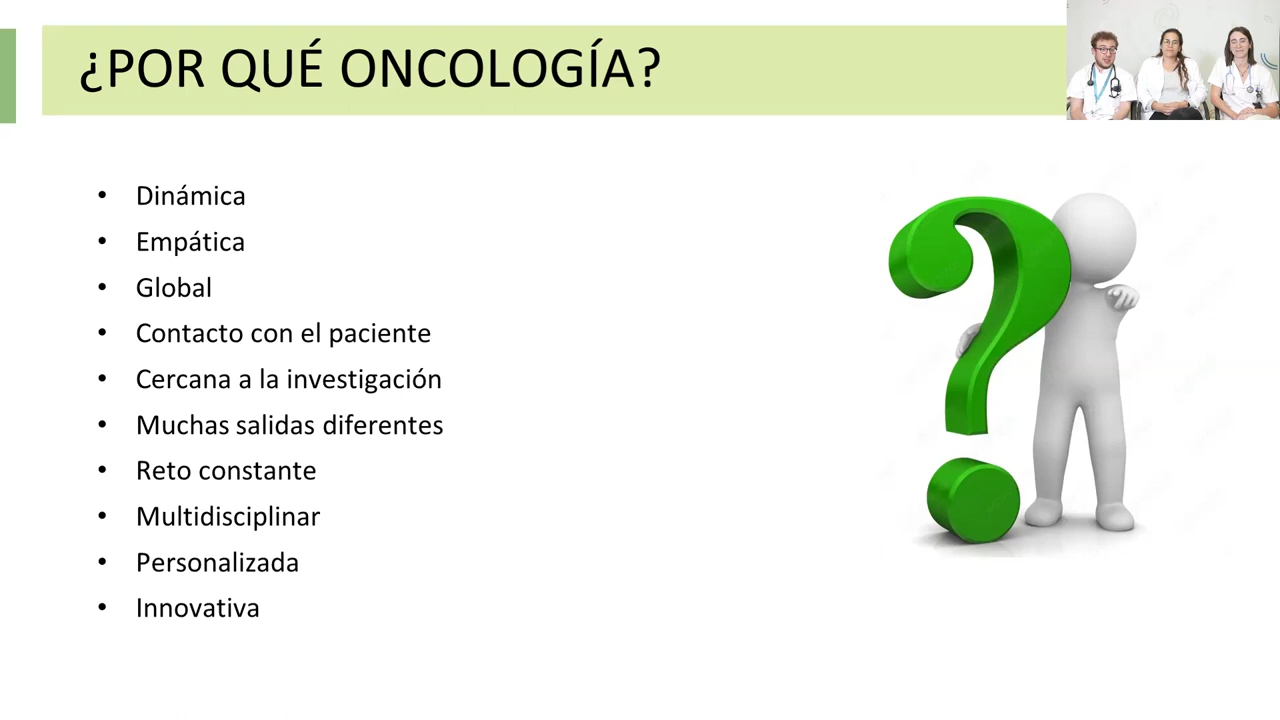 ¿POR QUÉ ONCOLOGÍA?
• Dinámica
• Empática
• Global
• Contacto con el paciente
• Cercana a la investigación
• Muchas salidas diferentes
• Reto constante
• Multidisciplinar
• Personalizada
• Innovativa